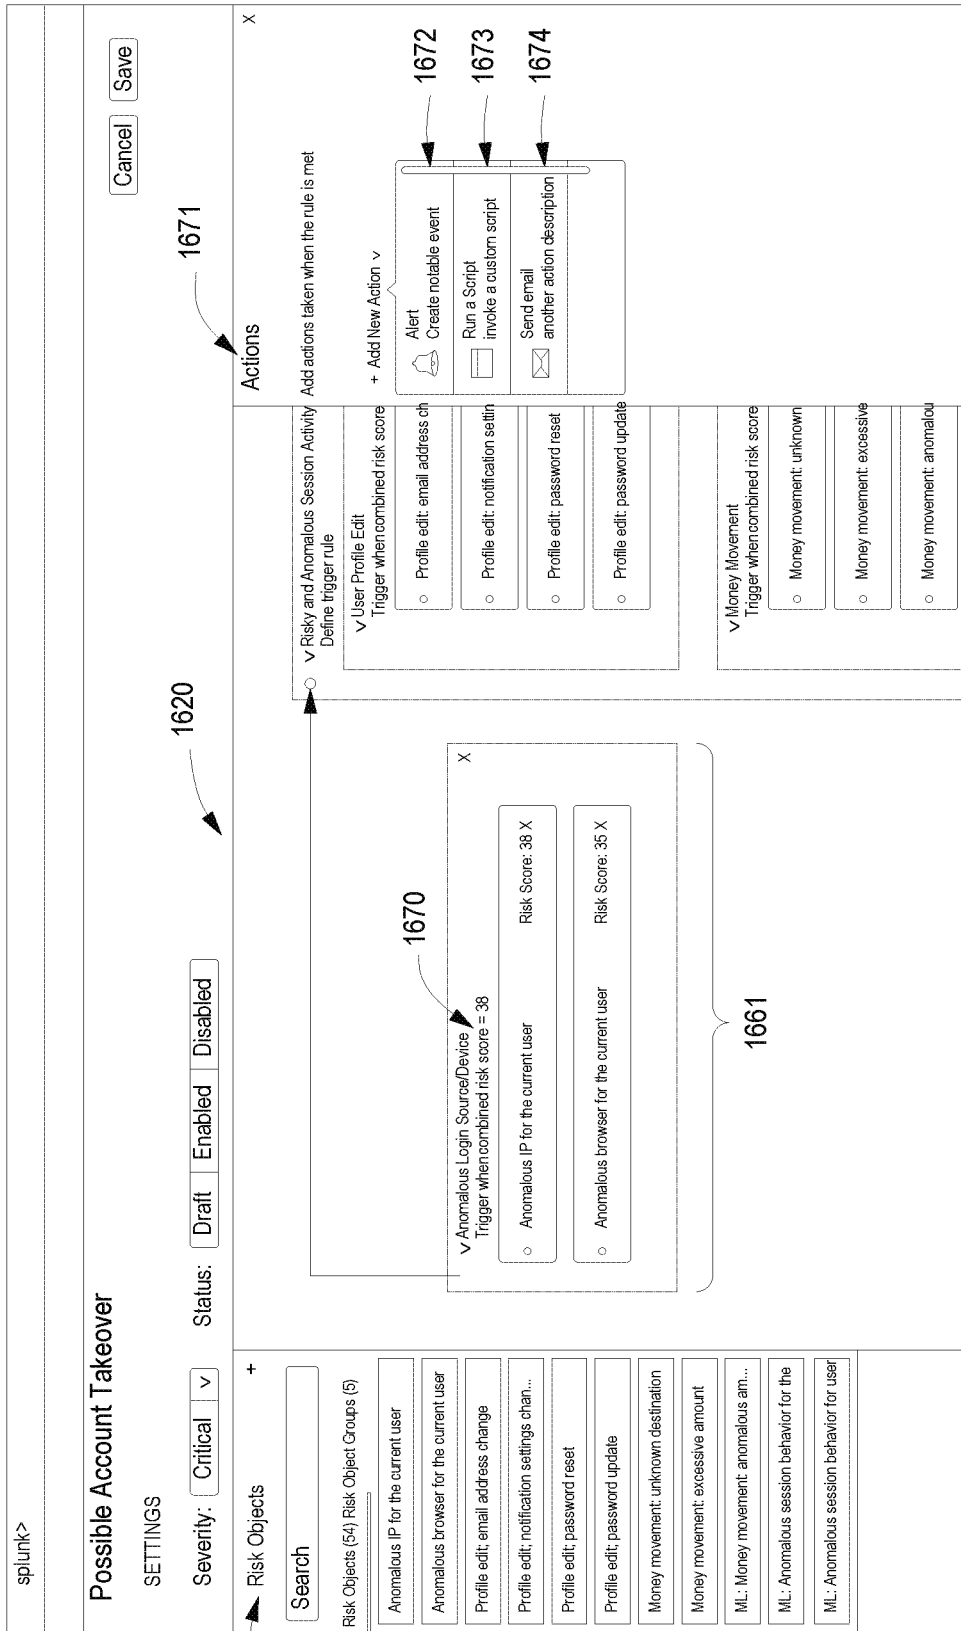 splunk>
Possible Account Takeover
Cancel
Save
SETTINGS
Severity:
Critical
Status:
Draft
Enabled
Disabled
1620
1671
Risk Objects
+
Search
Risk Objects (54) Risk Object Groups (5)
Anomalous IP for the current user
Anomalous browser for the current user
Profile edit; email address change
Profile edit; notification settings chan...
Profile edit; password reset
Profile edit; password update
Money movement: unknown destination
Money movement: excessive amount
ML: Money movement: anomalous am...
ML: Anomalous session behavior for the
ML: Anomalous session behavior for user
1670
Anomalous Login Source/Device
X
Trigger when combined risk score = 38
Anomalous IP for the current user
Risk Score: 38 X
Anomalous browser for the current user
Risk Score: 35 X
1661
Risky and Anomalous Session Activity
Define trigger rule
User Profile Edit
Trigger when combined risk score
Profile edit: email address ch
Profile edit: notification settin
Profile edit: password reset
Profile edit: password update
Money Movement
Trigger when combined risk score
Money movement: unknown
Money movement: excessive
Money movement: anomalou
Actions
X
Add actions taken when the rule is met
+ Add New Action
Alert
Create notable event
1672
Run a Script
invoke a custom script
1673
Send email
another action description
1674